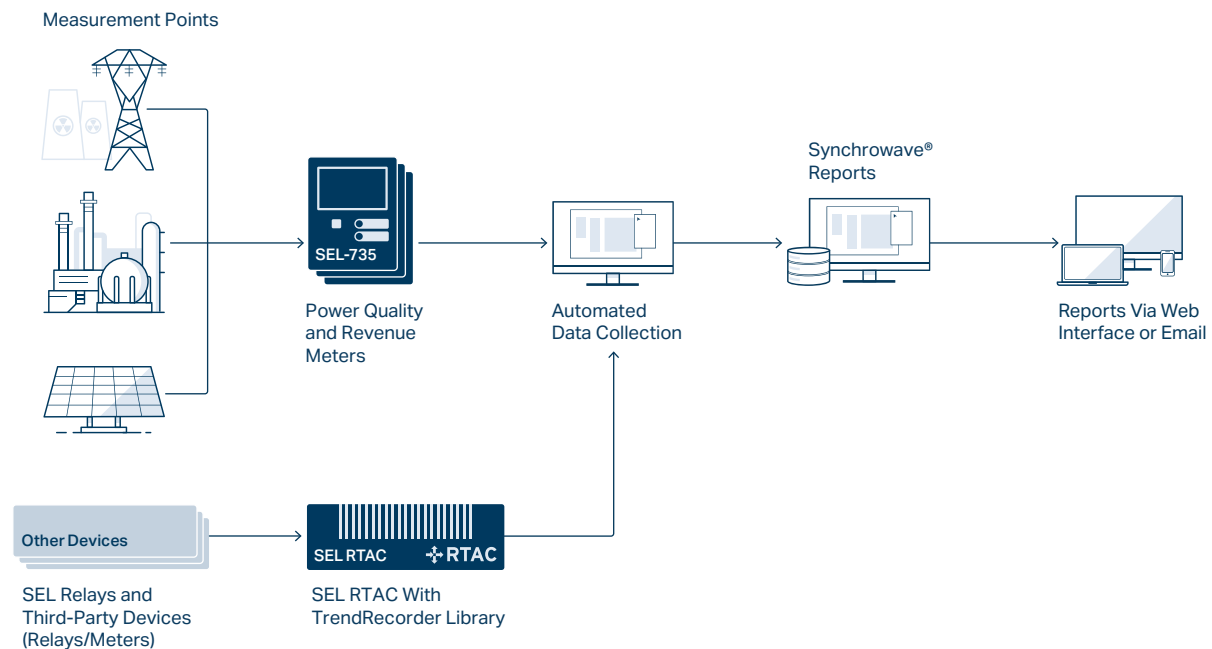 Measurement Points
Synchrowave®
Reports
SEL-735
Power Quality
and Revenue
Meters
Automated
Data Collection
Reports Via Web
Interface or Email
Other Devices
SEL RTAC
RTAC
SEL Relays and
Third-Party Devices
(Relays/Meters)
SEL RTAC With
TrendRecorder Library